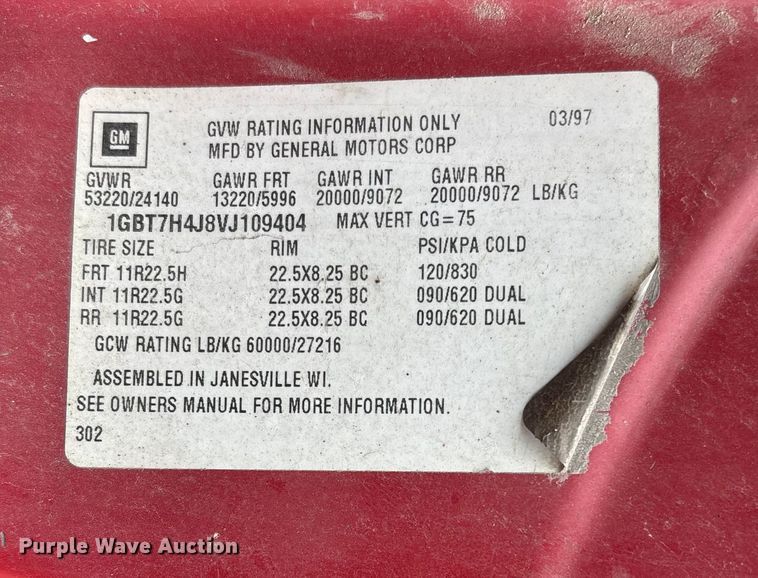 GM
GVW RATING INFORMATION ONLY 03/97
MFD BY GENERAL MOTORS CORP
GVWR GAWR FRT GAWR INT GAWR RR
53220/24140 13220/5996 20000/9072 20000/9072 LB/KG
1GBT7H4J8VJ109404 MAX VERT CG=75
TIRE SIZE RIM PSI/KPA COLD
FRT 11R22.5H 22.5X8.25 BC 120/830
INT 11R22.5G 22.5X8.25 BC 090/620 DUAL
RR 11R22.5G 22.5X8.25 BC 090/620 DUAL
GCW RATING LB/KG 60000/27216
ASSEMBLED IN JANESVILLE WI.
SEE OWNERS MANUAL FOR MORE INFORMATION.
302
Purple Wave Auction